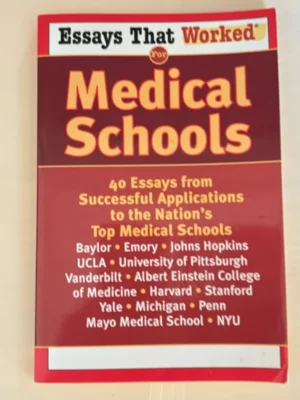 Essays That Worked®
For
Medical
Schools
40 Essays from
Successful Applications
to the Nation's
Top Medical Schools
Baylor • Emory • Johns Hopkins
UCLA • University of Pittsburgh
Vanderbilt • Albert Einstein College
of Medicine • Harvard • Stanford
Yale • Michigan • Penn
Mayo Medical School • NYU